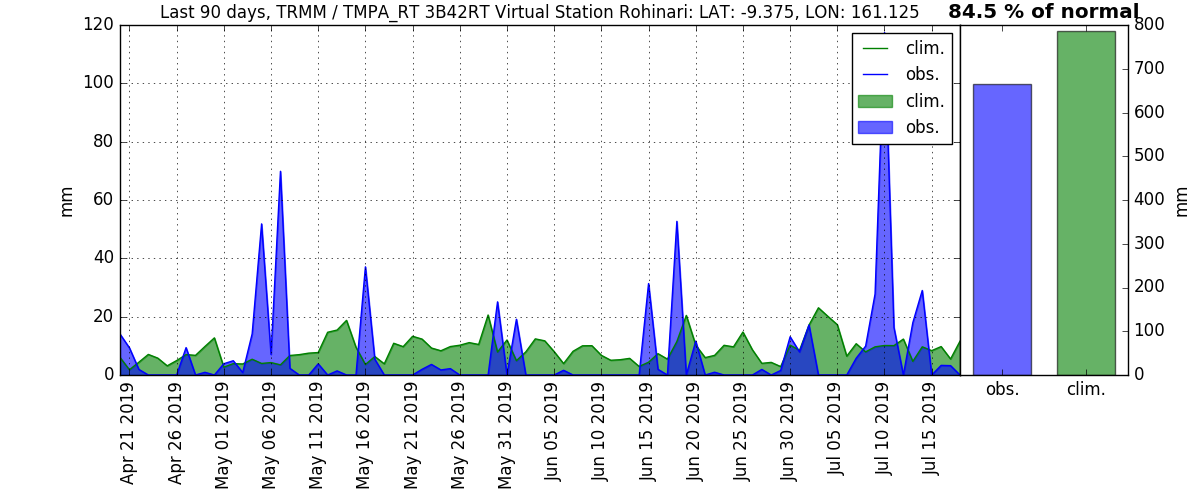 Last 90 days, TRMM / TMPA_RT 3B42RT Virtual Station Rohinari: LAT: -9.375, LON: 161.125
84.5 % of normal
120
100
80
60
40
20
0
mm
clim.
obs.
clim.
obs.
800
700
600
500
400
300
200
100
0
mm
Apr 21 2019
Apr 26 2019
May 01 2019
May 06 2019
May 11 2019
May 16 2019
May 21 2019
May 26 2019
May 31 2019
Jun 05 2019
Jun 10 2019
Jun 15 2019
Jun 20 2019
Jun 25 2019
Jun 30 2019
Jul 05 2019
Jul 10 2019
Jul 15 2019
obs.
clim.